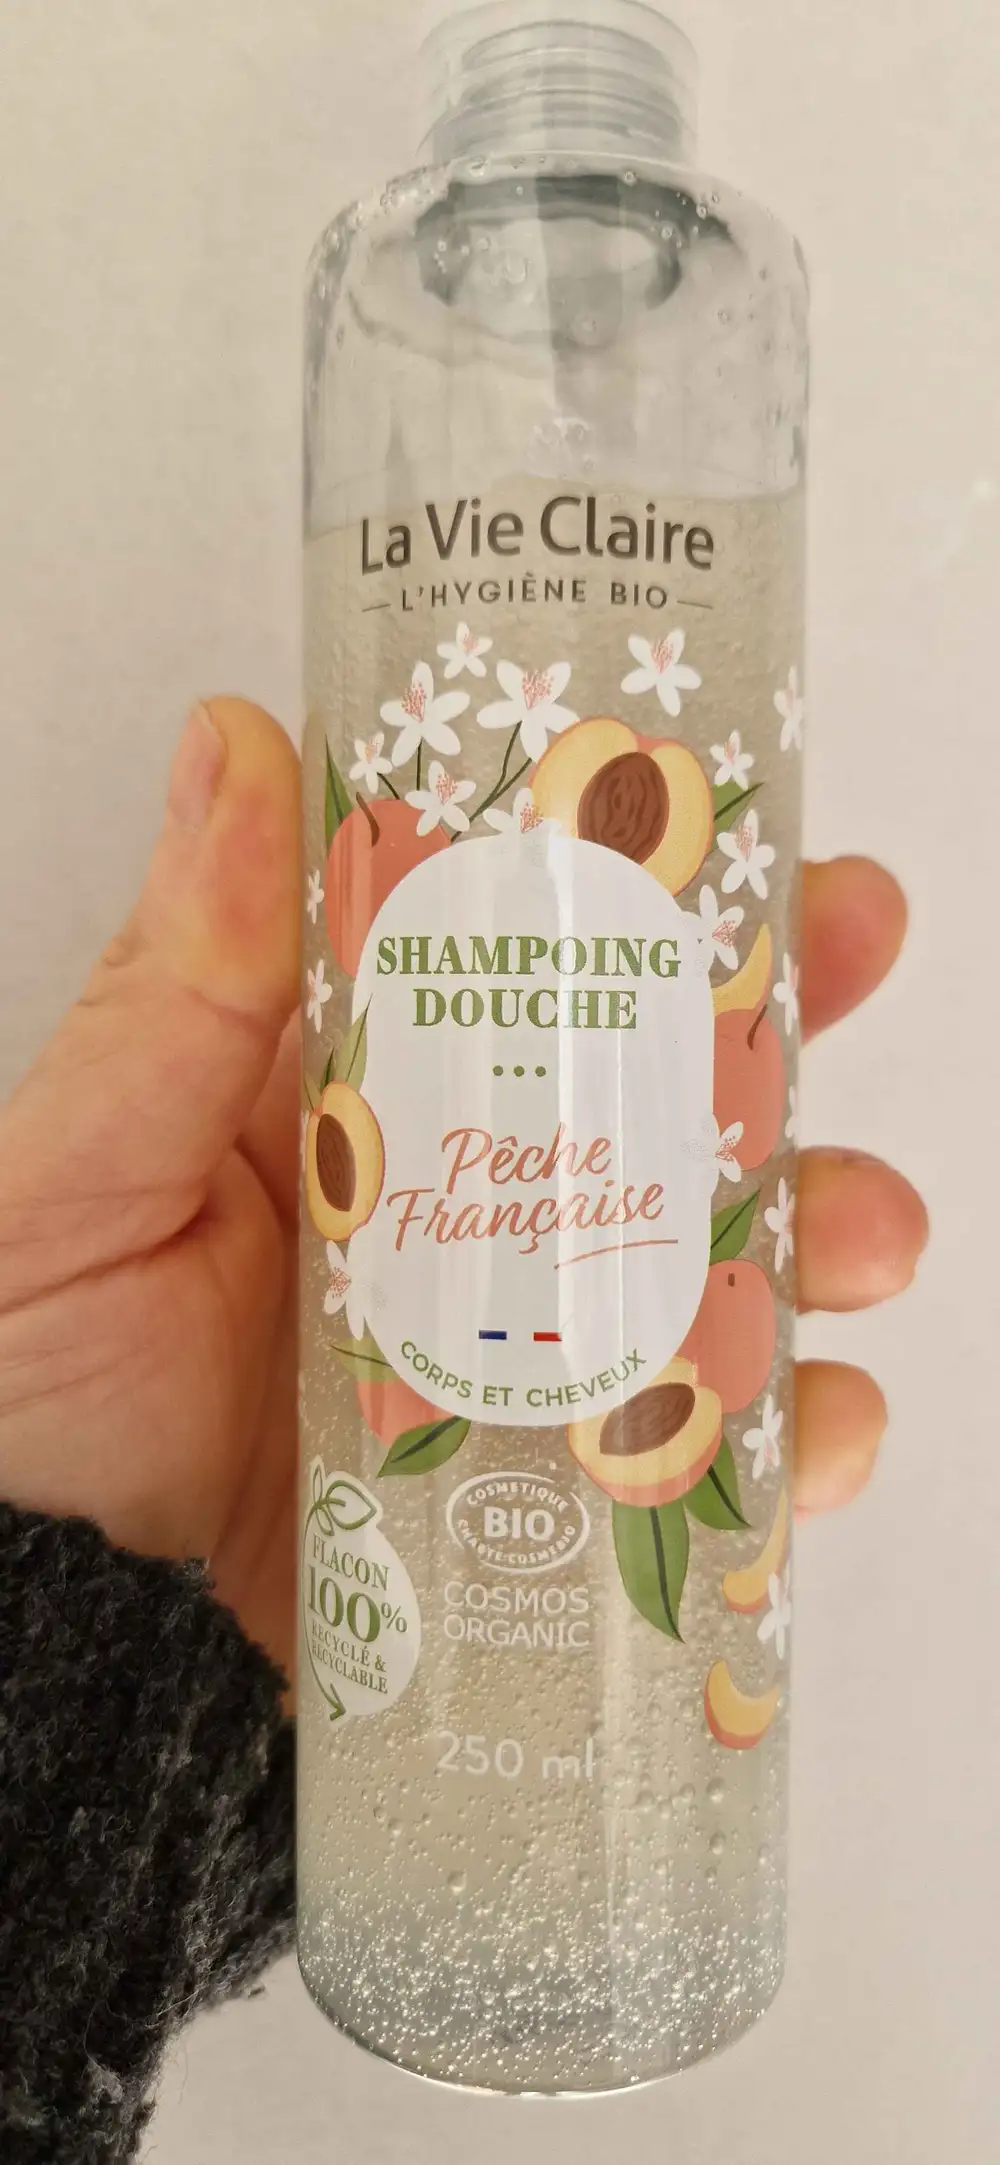 La Vie Claire
L'HYGIÈNE BIO
SHAMPOING
DOUCHE
Pêche
Française
CORPS ET CHEVEUX
FLACON
100%
RECYCLÉ &
RECYCLABLE
COSMETIQUE
BIO
CHARTE COSMEBIO
COSMOS
ORGANIC
250 ml